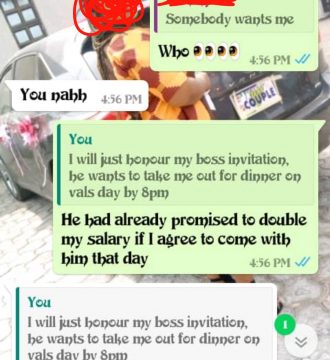 Somebody wants me
Who 👀👀
4:56 PM
You nahh
4:56 PM
You
I will just honour my boss invitation,
he wants to take me out for dinner on
vals day by 8pm
He had already promised to double
my salary if I agree to come with
him that day
4:56 PM
You
I will just honour my boss invitation,
he wants to take me out for dinner on
vals day by 8pm
1
COUPLE